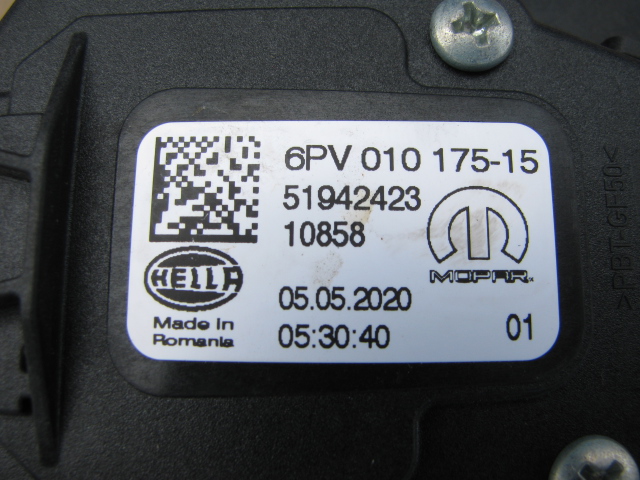 6PV 010 175-15
51942423
10858
HELLA
MOPAR
Made in
Romania
05.05.2020
05:30:40
01
>PBT-GF50<